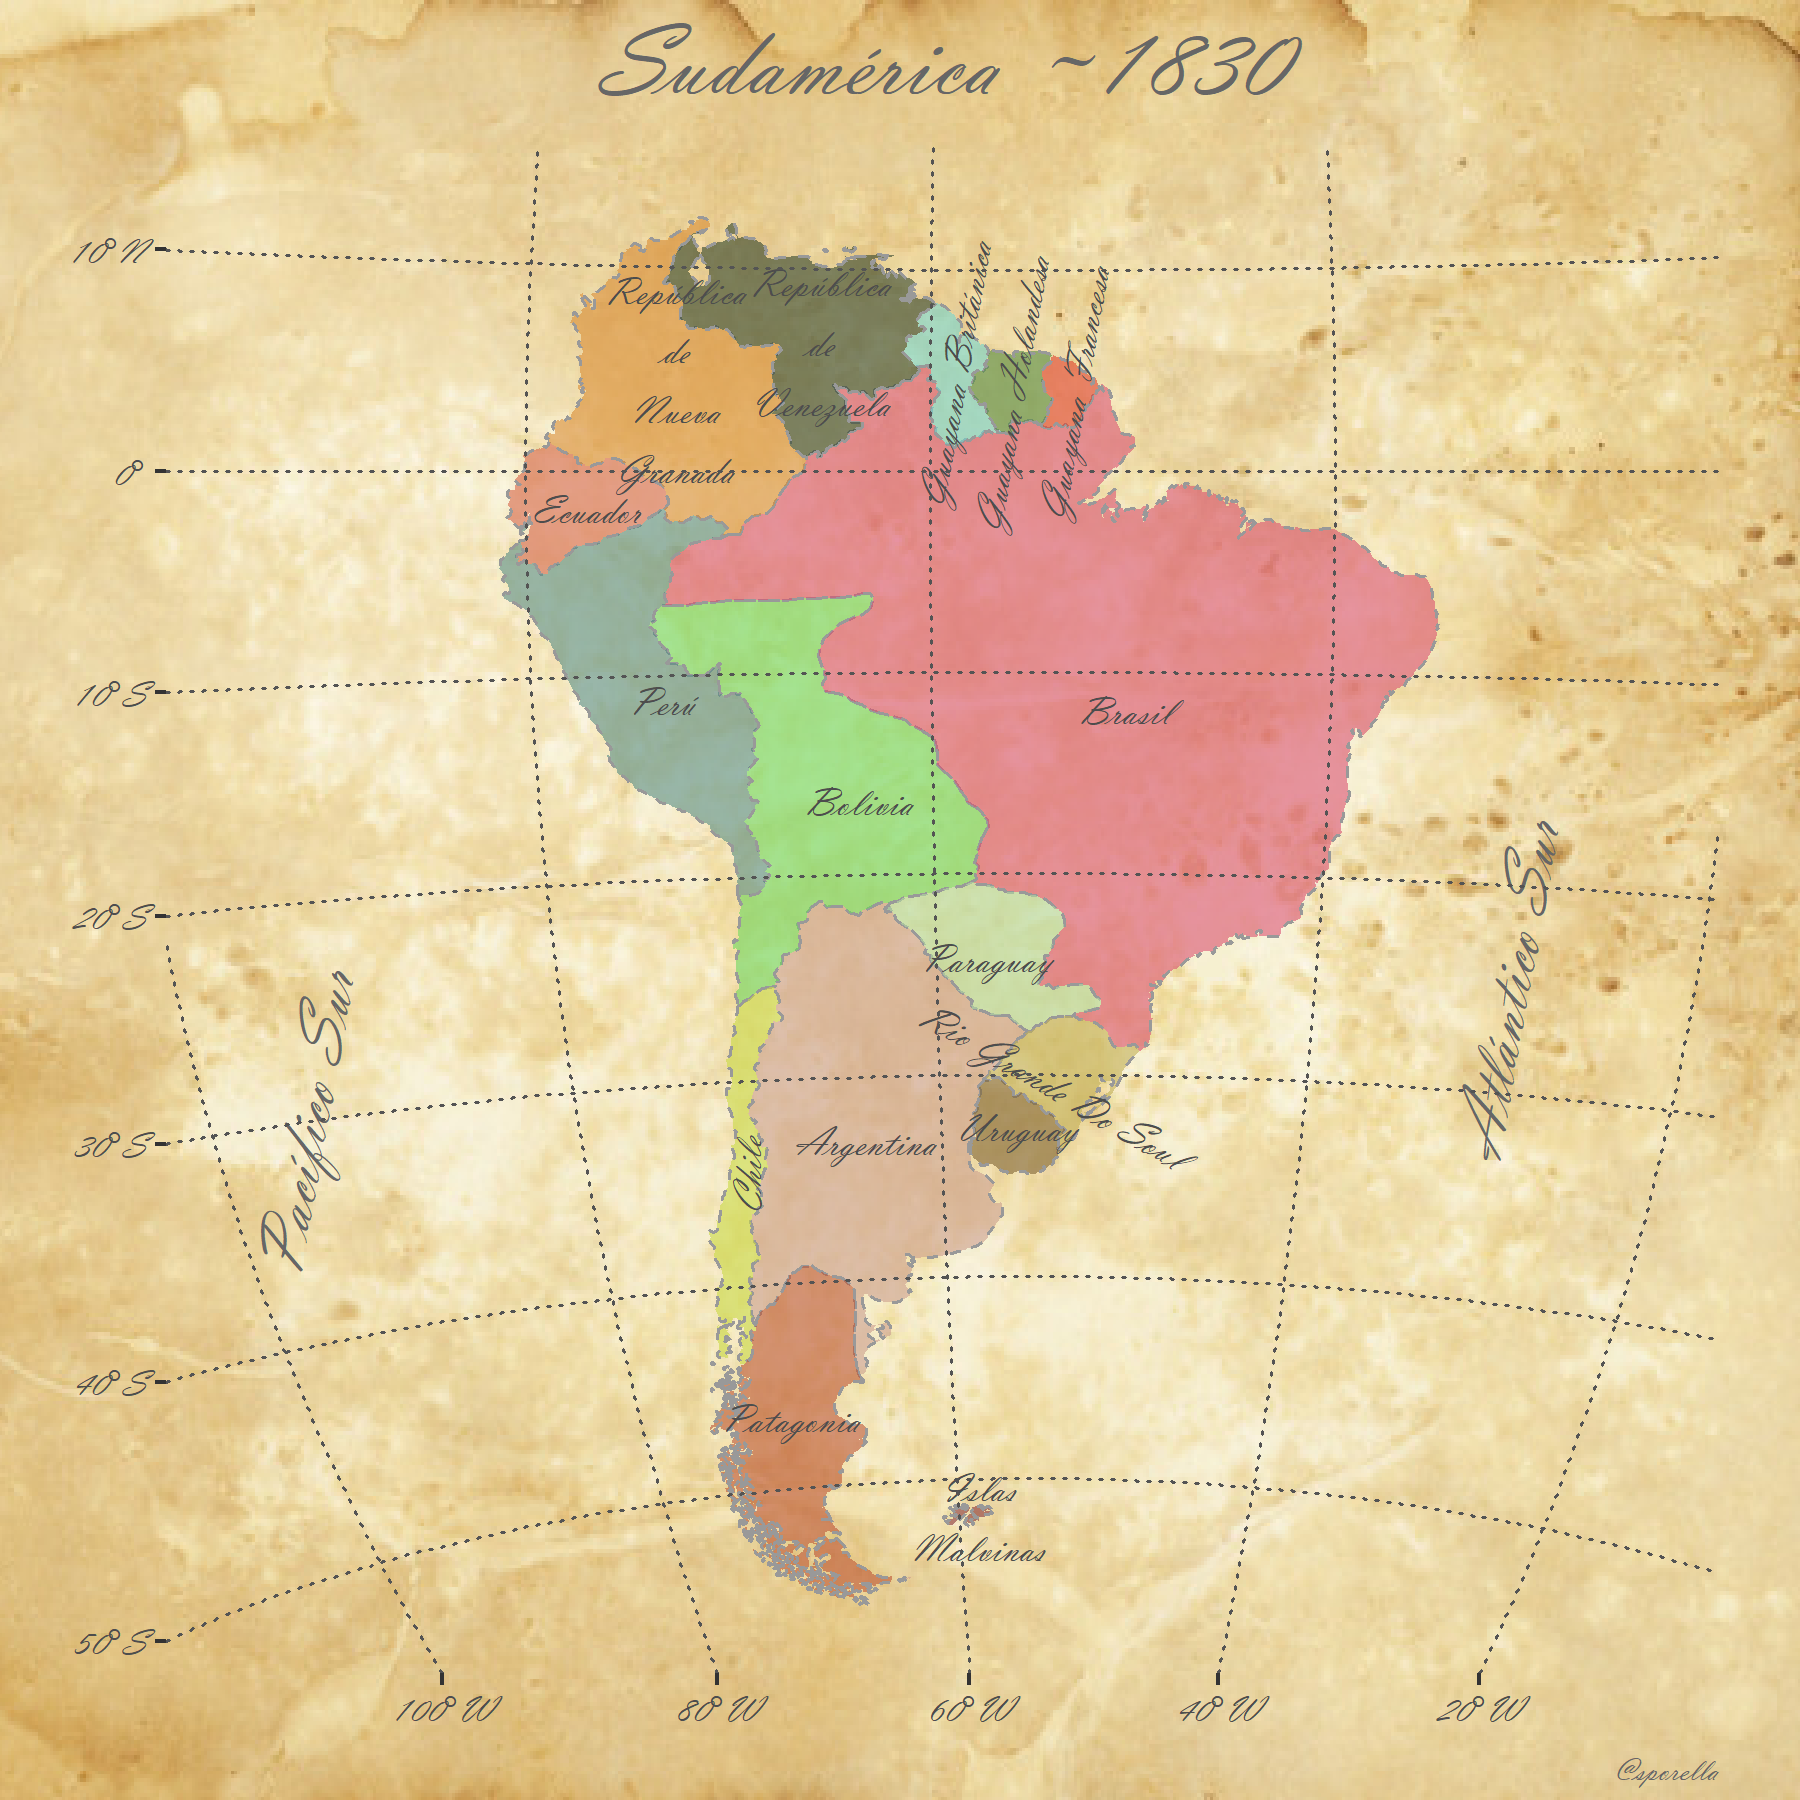 Sudamérica ~1830
10° N
0°
10° S
20° S
30° S
40° S
50° S
100° W
80° W
60° W
40° W
20° W
República
de
Nueva
Granada
República
de
Venezuela
Guayana Británica
Guayana Holandesa
Guayana Francesa
Ecuador
Perú
Brasil
Bolivia
Paraguay
Rio Grande Do Soul
Uruguay
Argentina
Chile
Patagonia
Islas
Malvinas
Pacífico Sur
Atlántico Sur
@sporella